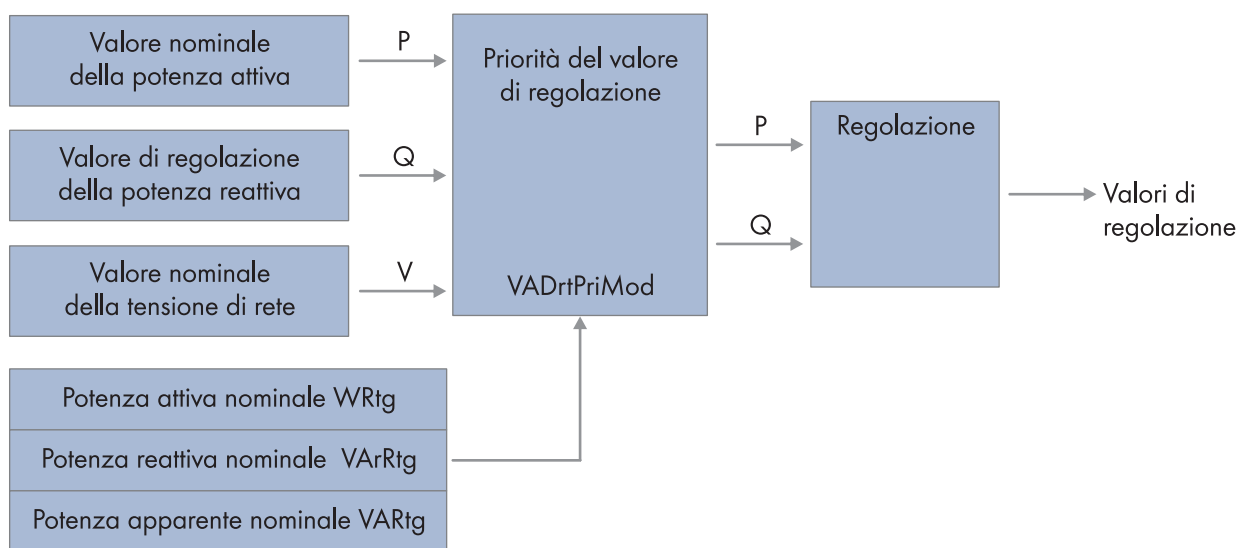 Valore nominale
della potenza attiva
P
Valore di regolazione
della potenza reattiva
Q
Valore nominale
della tensione di rete
V
Priorità del valore
di regolazione
VADrtPriMod
P
Q
Regolazione
Valori di
regolazione
Potenza attiva nominale WRtg
Potenza reattiva nominale VArRtg
Potenza apparente nominale VARtg